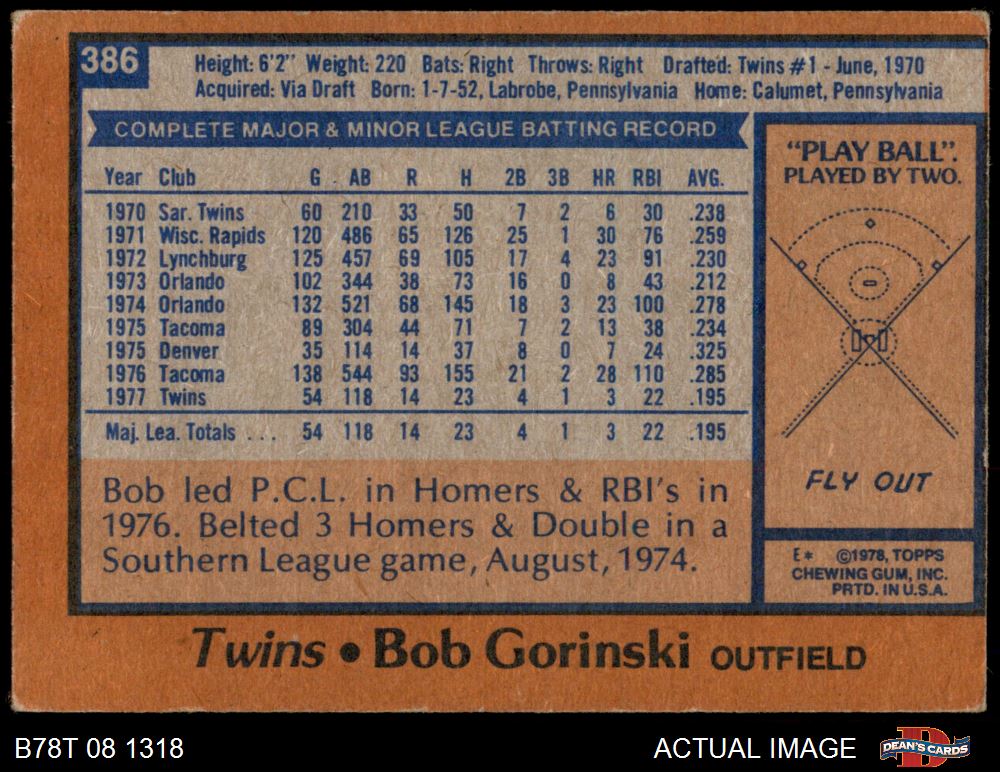 386
Height: 6'2" Weight: 220 Bats: Right Throws: Right Drafted: Twins #1 - June, 1970
Acquired: Via Draft Born: 1-7-52, Labrobe, Pennsylvania Home: Calumet, Pennsylvania
COMPLETE MAJOR & MINOR LEAGUE BATTING RECORD
Year Club G AB R H 2B 3B HR RBI AVG.
1970 Sar. Twins 60 210 33 50 7 2 6 30 .238
1971 Wisc. Rapids 120 486 65 126 25 1 30 76 .259
1972 Lynchburg 125 457 69 105 17 4 23 91 .230
1973 Orlando 102 344 38 73 16 0 8 43 .212
1974 Orlando 132 521 68 145 18 3 23 100 .278
1975 Tacoma 89 304 44 71 7 2 13 38 .234
1975 Denver 35 114 14 37 8 0 7 24 .325
1976 Tacoma 138 544 93 155 21 2 28 110 .285
1977 Twins 54 118 14 23 4 1 3 22 .195
Maj. Lea. Totals ... 54 118 14 23 4 1 3 22 .195
Bob led P.C.L. in Homers & RBI's in
1976. Belted 3 Homers & Double in a
Southern League game, August, 1974.
"PLAY BALL".
PLAYED BY TWO.
FLY OUT
E* ©1978, TOPPS
CHEWING GUM, INC.
PRTD. IN U.S.A.
Twins • Bob Gorinski OUTFIELD
B78T 08 1318
ACTUAL IMAGE
D
DEAN'S CARDS